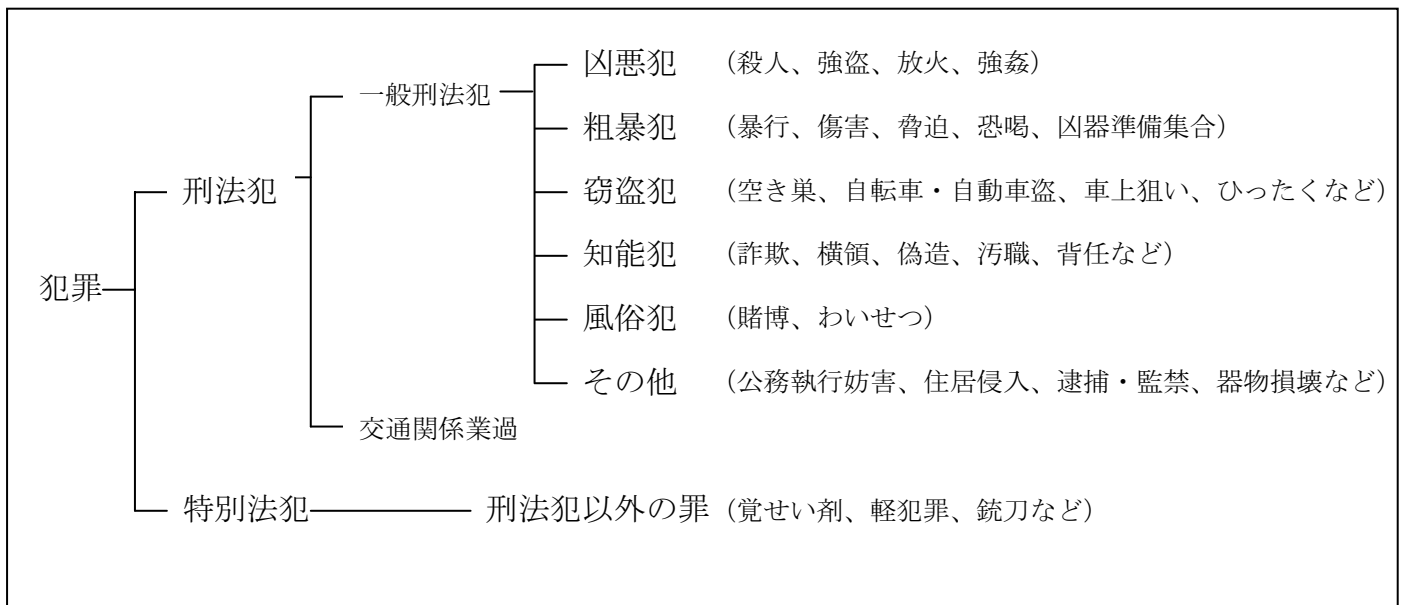 凶悪犯 (殺人、強盗、放火、強姦)
一般刑法犯
粗暴犯 (暴行、傷害、脅迫、恐喝、凶器準備集合)
刑法犯
窃盗犯 (空き巣、自転車・自動車盗、車上狙い、ひったくなど)
知能犯 (詐欺、横領、偽造、汚職、背任など)
犯罪
風俗犯 (賭博、わいせつ)
その他 (公務執行妨害、住居侵入、逮捕・監禁、器物損壊など)
交通関係業過
特別法犯 刑法犯以外の罪 (覚せい剤、軽犯罪、銃刀など)